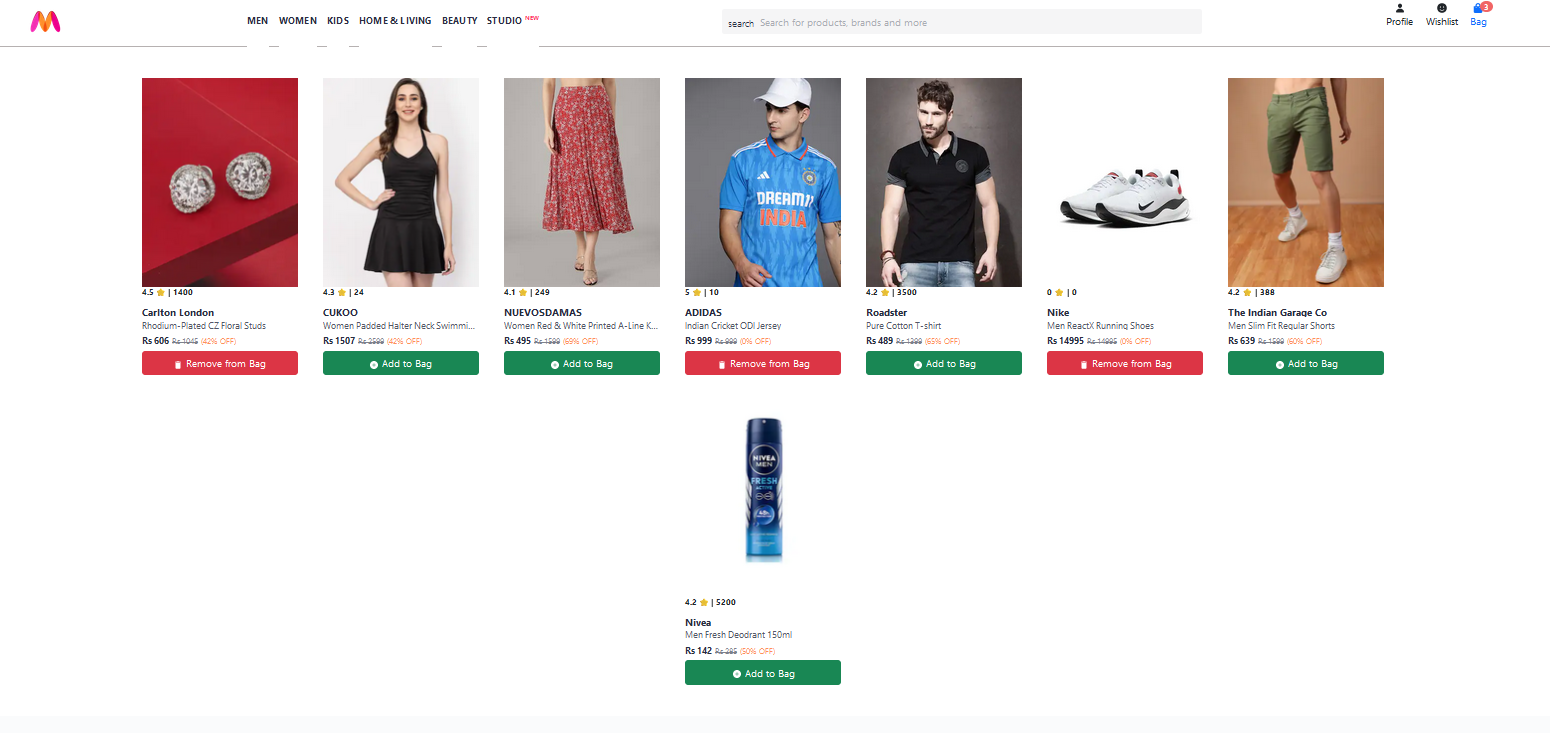 MEN WOMEN KIDS HOME & LIVING BEAUTY STUDIO NEW
search Search for products, brands and more
Profile Wishlist Bag 3
DREAM11
INDIA
4.5 | 1400
Carlton London
Rhodium-Plated CZ Floral Studs
Rs 606 Rs 1045 (42% OFF)
Remove from Bag
4.3 | 24
CUKOO
Women Padded Halter Neck Swimmi...
Rs 1507 Rs 2599 (42% OFF)
Add to Bag
4.1 | 249
NUEVOSDAMAS
Women Red & White Printed A-Line K...
Rs 495 Rs 1599 (69% OFF)
Add to Bag
5 | 10
ADIDAS
Indian Cricket ODI Jersey
Rs 999 Rs 999 (0% OFF)
Remove from Bag
4.2 | 3500
Roadster
Pure Cotton T-shirt
Rs 489 Rs 1399 (65% OFF)
Add to Bag
0 | 0
Nike
Men ReactX Running Shoes
Rs 14995 Rs 14995 (0% OFF)
Remove from Bag
4.2 | 388
The Indian Garage Co
Men Slim Fit Regular Shorts
Rs 639 Rs 1599 (60% OFF)
Add to Bag
NIVEA
MEN
FRESH
ACTIVE
48h
4.2 | 5200
Nivea
Men Fresh Deodrant 150ml
Rs 142 Rs 285 (50% OFF)
Add to Bag